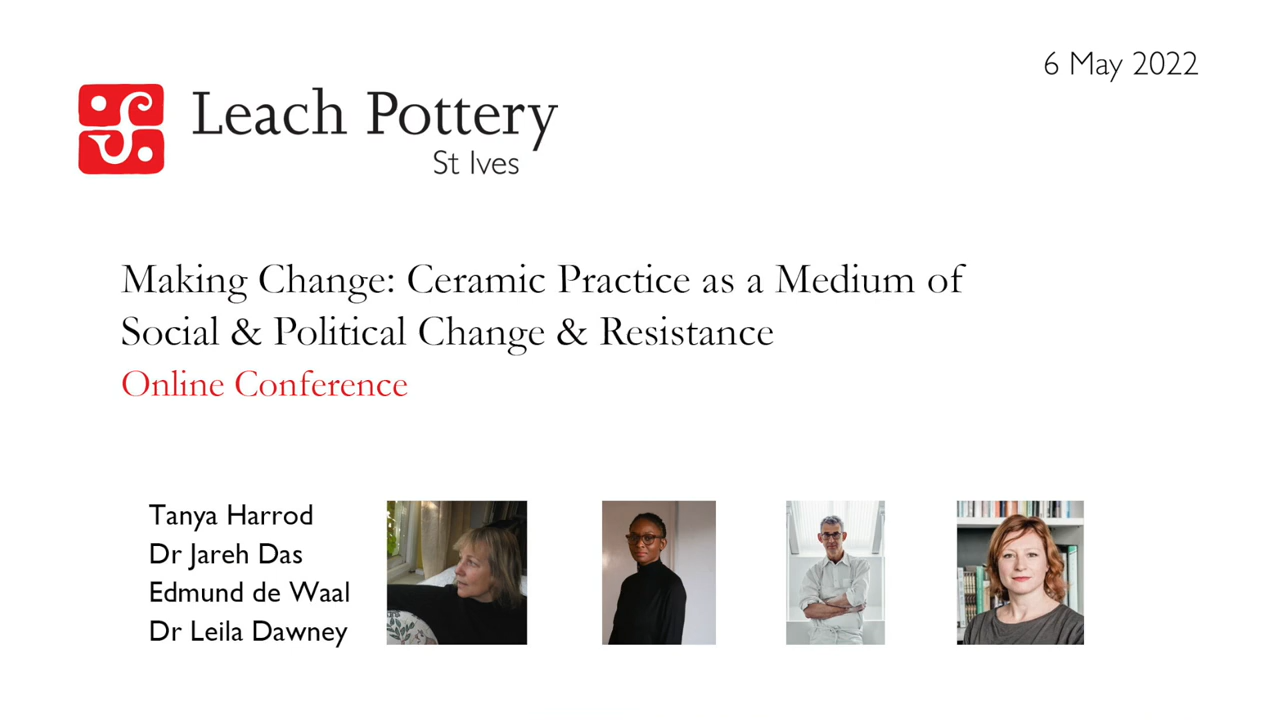 6 May 2022
Leach Pottery
St Ives
Making Change: Ceramic Practice as a Medium of
Social & Political Change & Resistance
Online Conference
Tanya Harrod
Dr Jareh Das
Edmund de Waal
Dr Leila Dawney